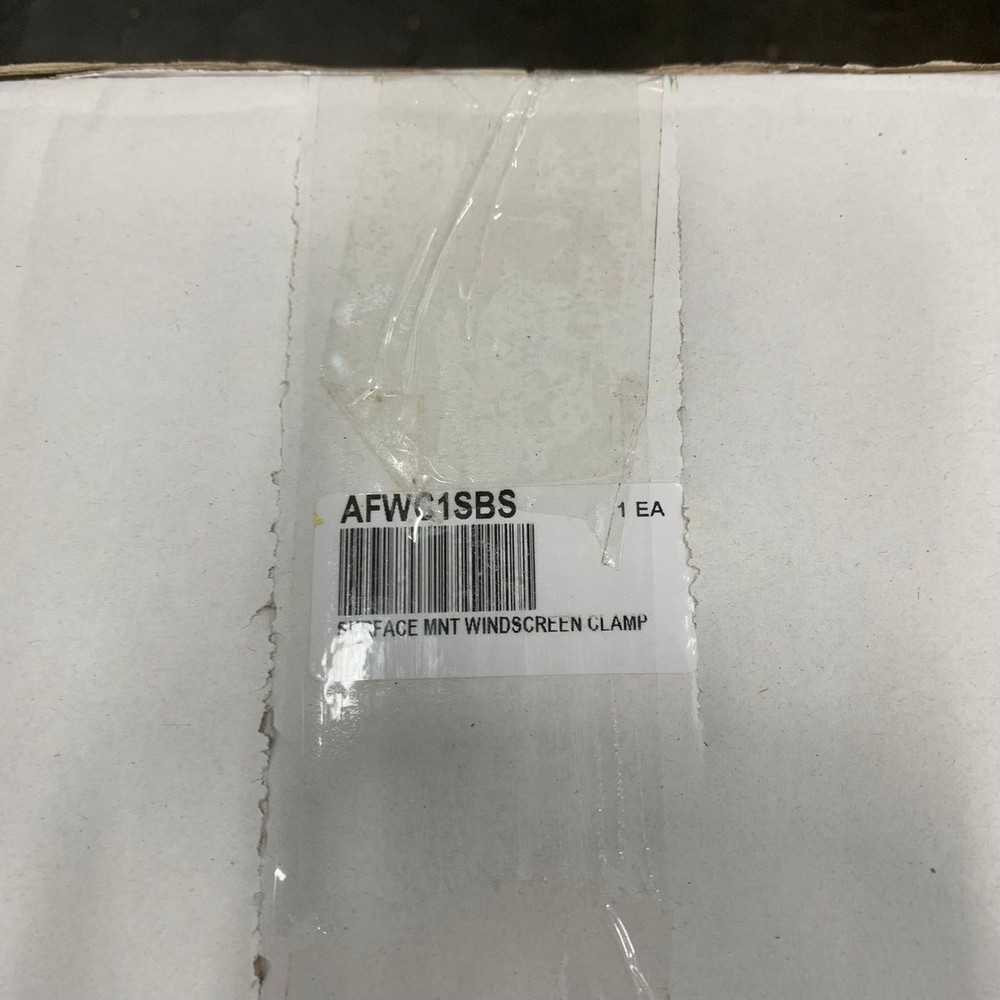 AFWC1SBS
1 EA
SURFACE MNT WINDSCREEN CLAMP